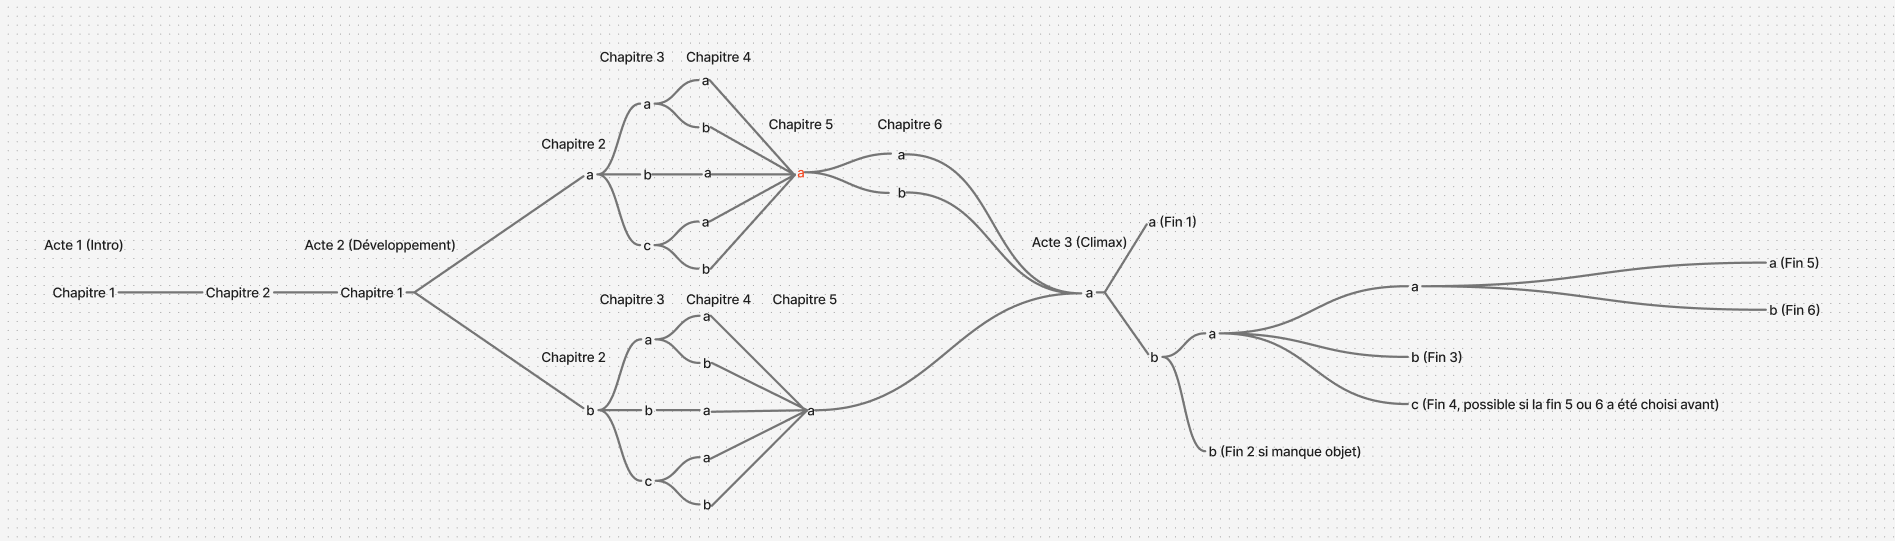 Chapitre 3
Chapitre 4
a
a
b
Chapitre 5
Chapitre 6
Chapitre 2
a
b
a
a
a
b
a
b
c
a
b
Acte 1 (Intro)
Acte 2 (Développement)
Acte 3 (Climax)
a (Fin 1)
Chapitre 1
Chapitre 2
Chapitre 1
a
a
a (Fin 5)
b (Fin 6)
Chapitre 3
Chapitre 4
Chapitre 5
a
a
b
Chapitre 2
b
b
a
a
c
a
b
b
a
b (Fin 3)
c (Fin 4, possible si la fin 5 ou 6 a été choisi avant)
b (Fin 2 si manque objet)